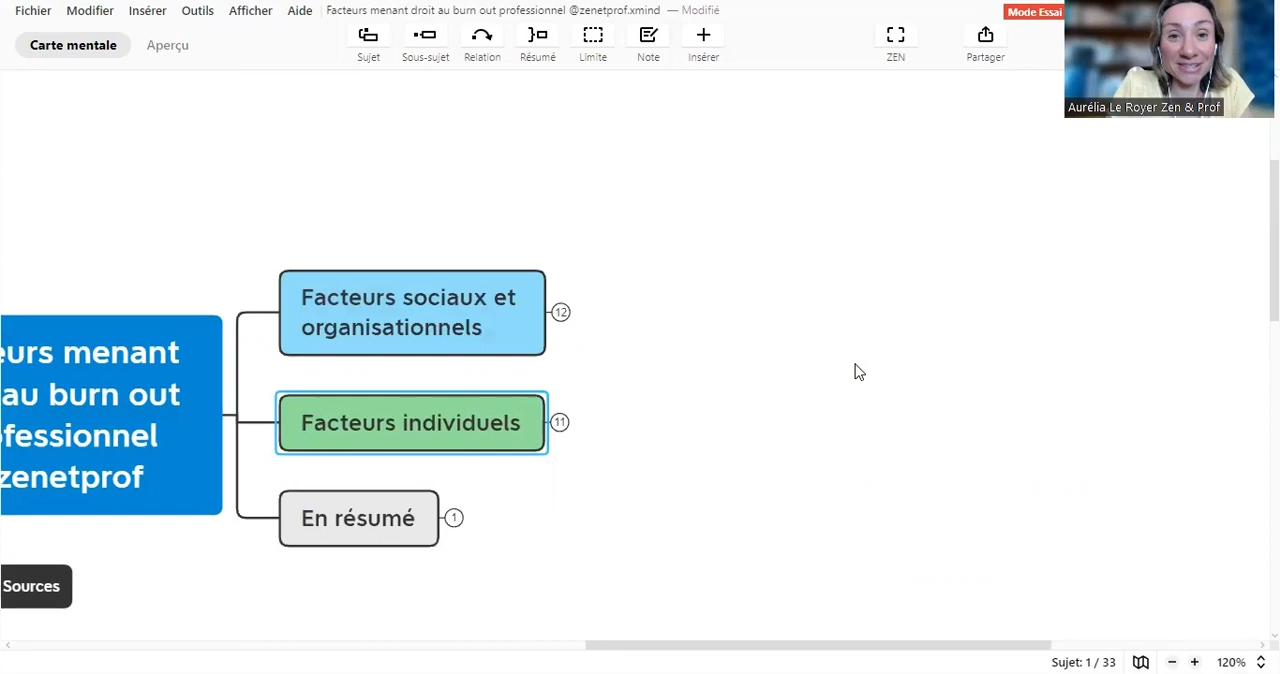 Fichier Modifier Insérer Outils Afficher Aide Facteurs menant droit au burn out professionnel @zenetprof.xmind — Modifié
Mode Essai
Carte mentale Aperçu
Sujet Sous-sujet Relation Résumé Limite Note Insérer ZEN Partager
Aurélia Le Royer Zen & Prof
Facteurs sociaux et
organisationnels
12
eurs menant
au burn out
ofessionnel
zenetprof
Facteurs individuels
11
En résumé
1
Sources
Sujet: 1 / 33
120%